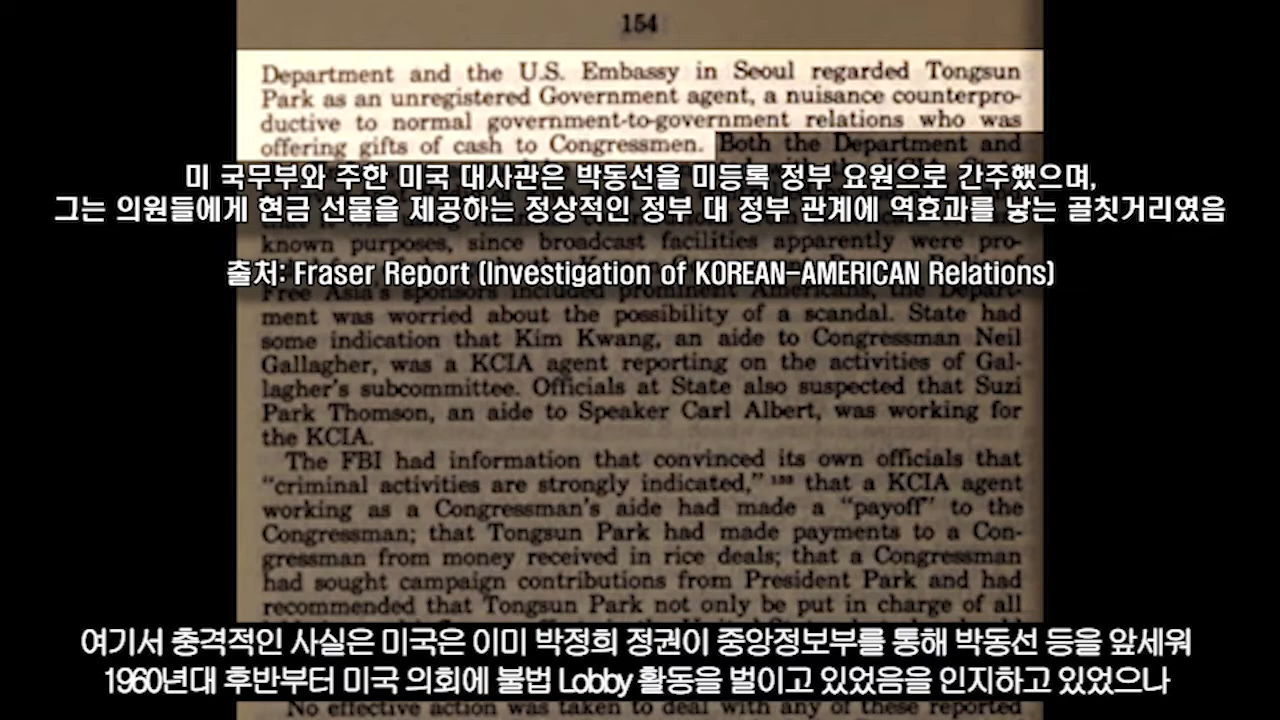 154
Department and the U.S. Embassy in Seoul regarded Tongsun
Park as an unregistered Government agent, a nuisance counterpro-
ductive to normal government-to-government relations who was
offering gifts of cash to Congressmen. Both the Department and
미 국무부와 주한 미국 대사관은 박동선을 미등록 정부 요원으로 간주했으며,
그는 의원들에게 현금 선물을 제공하는 정상적인 정부 대 정부 관계에 역효과를 낳는 골칫거리였음
known purposes, since broadcast facilities apparently were pro-
출처: Fraser Report (Investigation of KOREAN-AMERICAN Relations)
Free Asia's sponsors included prominent Americans, the Depart-
ment was worried about the possibility of a scandal. State had
some indication that Kim Kwang, an aide to Congressman Neil
Gallagher, was a KCIA agent reporting on the activities of Gal-
lagher's subcommittee. Officials at State also suspected that Suzi
Park Thomson, an aide to Speaker Carl Albert, was working for
the KCIA.
The FBI had information that convinced its own officials that
"criminal activities are strongly indicated," that a KCIA agent
working as a Congressman's aide had made a "payoff" to the
Congressman; that Tongsun Park had made payments to a Con-
gressman from money received in rice deals; that a Congressman
had sought campaign contributions from President Park and had
recommended that Tongsun Park not only be put in charge of all
여기서 충격적인 사실은 미국은 이미 박정희 정권이 중앙정보부를 통해 박동선 등을 앞세워
1960년대 후반부터 미국 의회에 불법 Lobby 활동을 벌이고 있었음을 인지하고 있었으나
No effective action was taken to deal with any of these reported